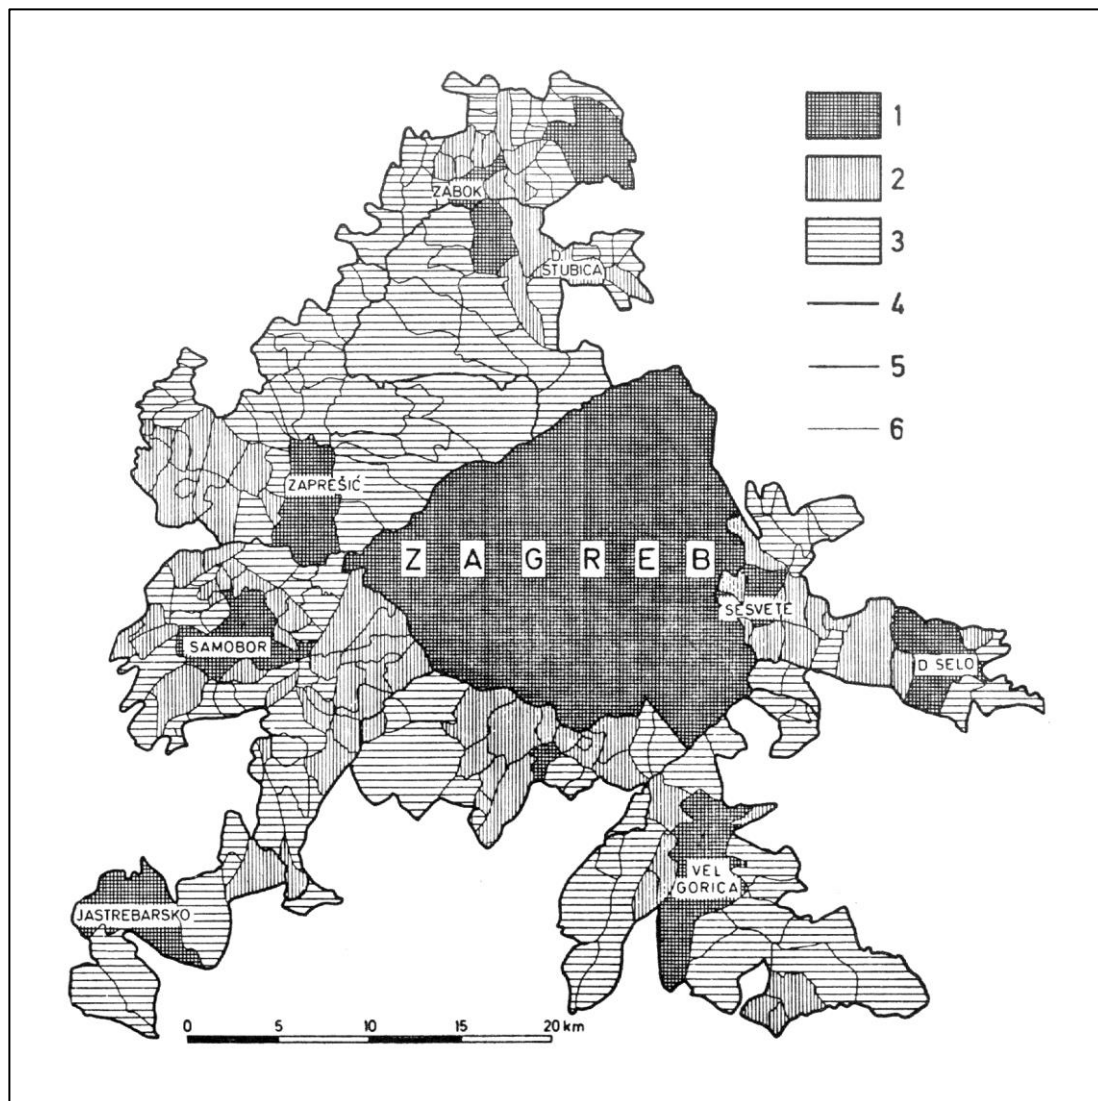 1
2
ZABOK
3
D.
STUBICA
4
5
6
ZAPREŠIĆ
ZAGREB
SESVETE
SAMOBOR
D SELO
VEL
GORICA
JASTREBARSKO
0 5 10 15 20 km